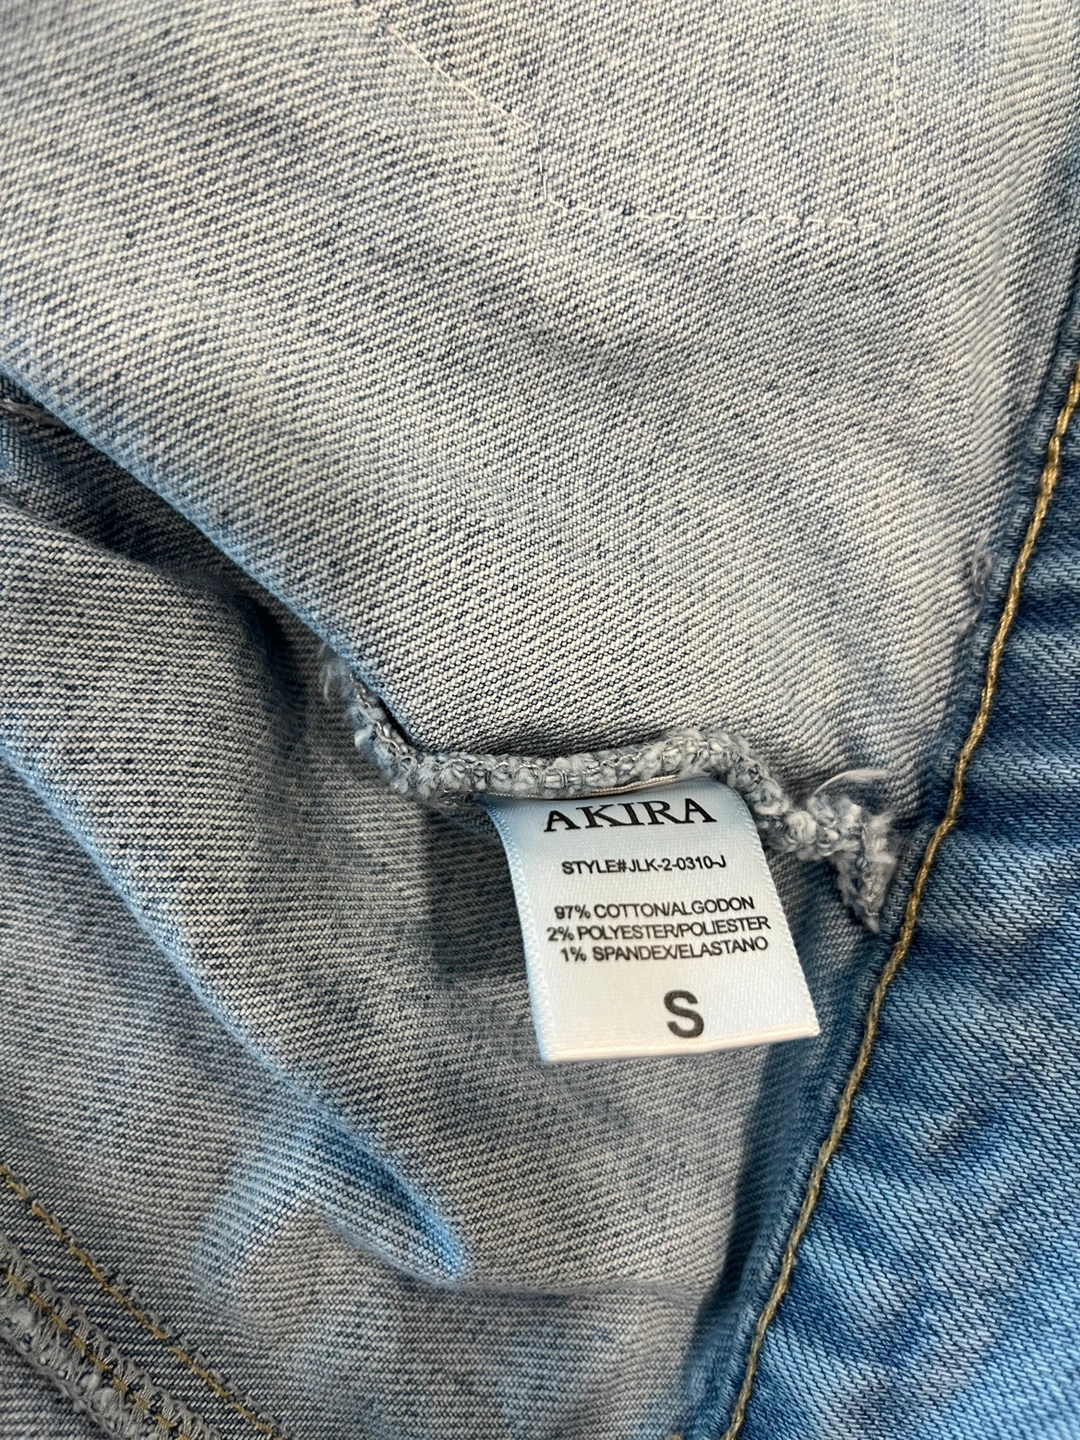 AKIRA
STYLE#JLK-2-0310-J
97% COTTON/ALGODON
2% POLYESTER/POLIESTER
1% SPANDEX/ELASTANO
S